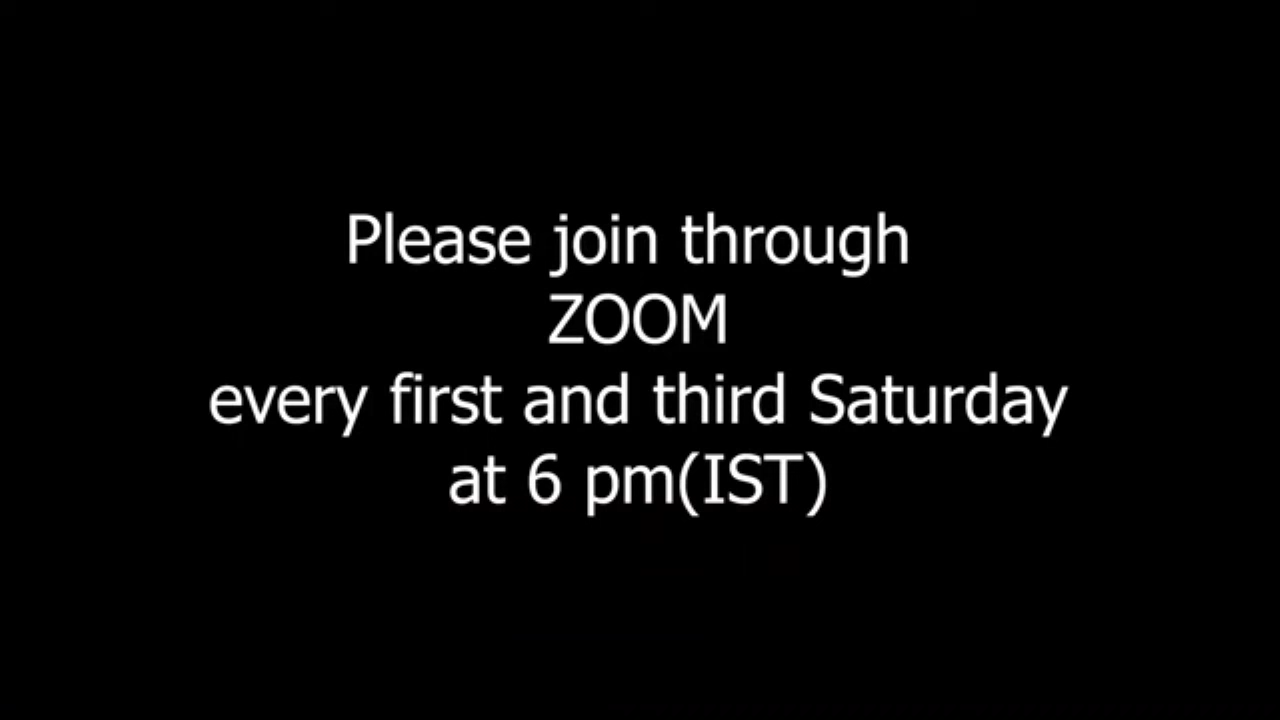 Please join through
ZOOM
every first and third Saturday
at 6 pm(IST)